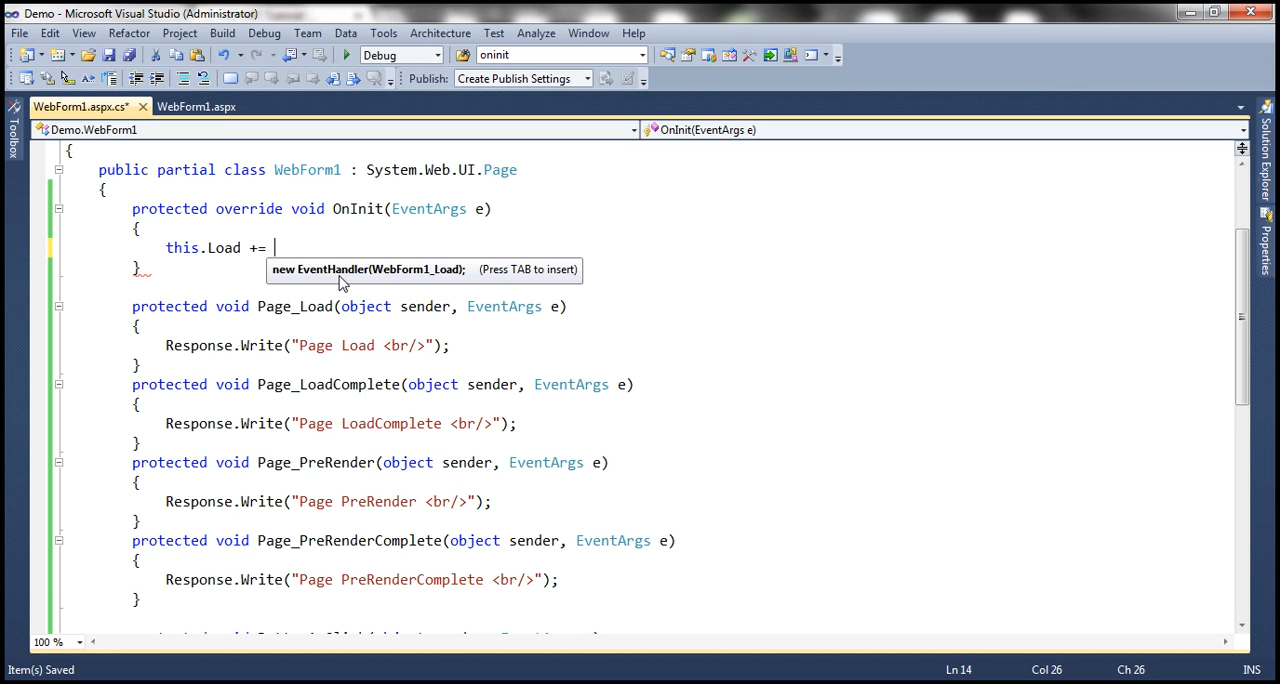 Demo - Microsoft Visual Studio (Administrator)
File Edit View Refactor Project Build Debug Team Data Tools Architecture Test Analyze Window Help
Debug oninit
Publish: Create Publish Settings
WebForm1.aspx.cs* WebForm1.aspx
Demo.WebForm1 OnInit(EventArgs e)
Toolbox
Solution Explorer
Properties
{
public partial class WebForm1 : System.Web.UI.Page
{
protected override void OnInit(EventArgs e)
{
this.Load +=
}
new EventHandler(WebForm1_Load); (Press TAB to insert)
protected void Page_Load(object sender, EventArgs e)
{
Response.Write("Page Load <br/>");
}
protected void Page_LoadComplete(object sender, EventArgs e)
{
Response.Write("Page LoadComplete <br/>");
}
protected void Page_PreRender(object sender, EventArgs e)
{
Response.Write("Page PreRender <br/>");
}
protected void Page_PreRenderComplete(object sender, EventArgs e)
{
Response.Write("Page PreRenderComplete <br/>");
}
100 %
Item(s) Saved Ln 14 Col 26 Ch 26 INS